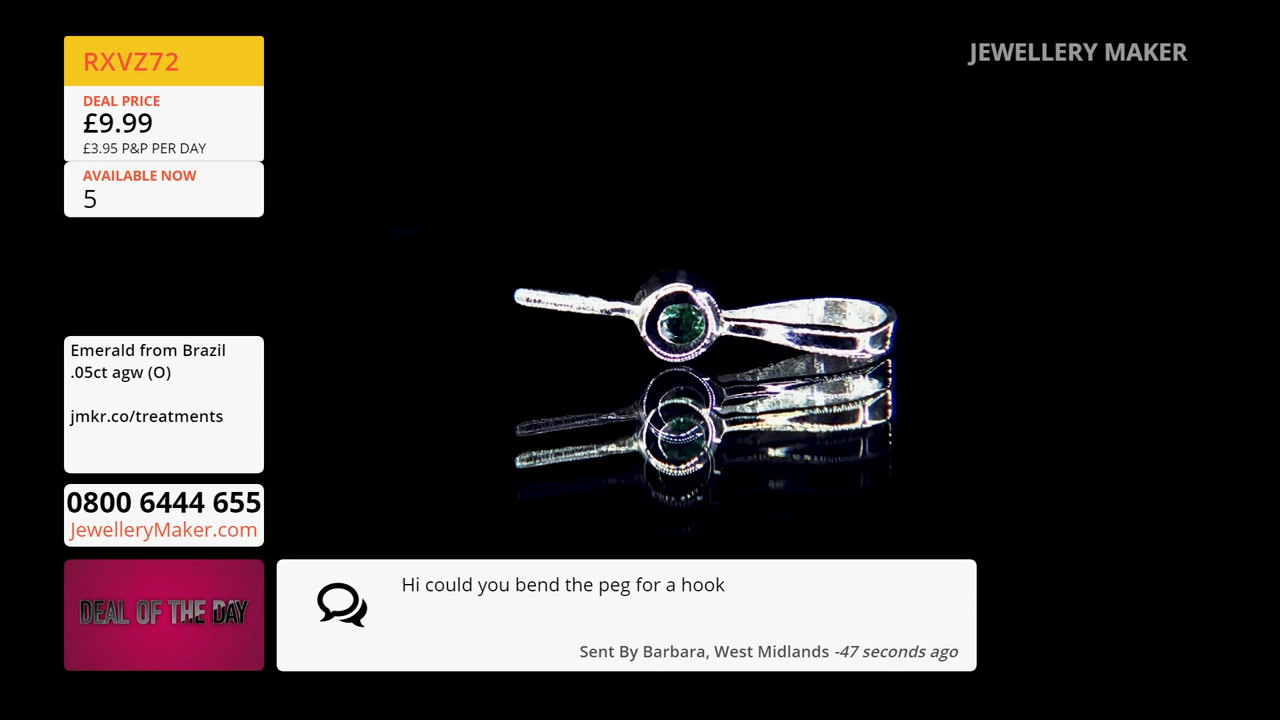 RXVZ72
DEAL PRICE
£9.99
£3.95 P&P PER DAY
AVAILABLE NOW
5
JEWELLERY MAKER
Emerald from Brazil
.05ct agw (O)
jmkr.co/treatments
0800 6444 655
JewelleryMaker.com
DEAL OF THE DAY
Hi could you bend the peg for a hook
Sent By Barbara, West Midlands -47 seconds ago